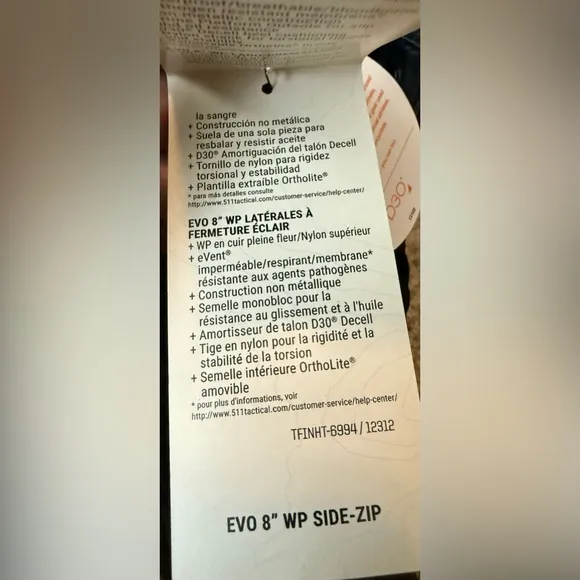 la sangre
+ Construcción no metálica
+ Suela de una sola pieza para
resbalar y resistir aceite
+ D30® Amortiguación del talón Decell
+ Tornillo de nylon para rigidez
torsional y estabilidad
+ Plantilla extraíble Ortholite®
* para más detalles consulte
http://www.511tactical.com/customer-service/help-center/
EVO 8” WP LATÉRALES À
FERMETURE ÉCLAIR
+ WP en cuir pleine fleur/Nylon supérieur
+ eVent®
imperméable/respirant/membrane*
résistante aux agents pathogènes
+ Construction non métallique
+ Semelle monobloc pour la
résistance au glissement et à l'huile
+ Amortisseur de talon D30® Decell
+ Tige en nylon pour la rigidité et la
stabilité de la torsion
+ Semelle intérieure OrthoLite®
amovible
* pour plus d'informations, voir
http://www.511tactical.com/customer-service/help-center/
TFINHT-6994 / 12312
EVO 8” WP SIDE-ZIP
D3O®